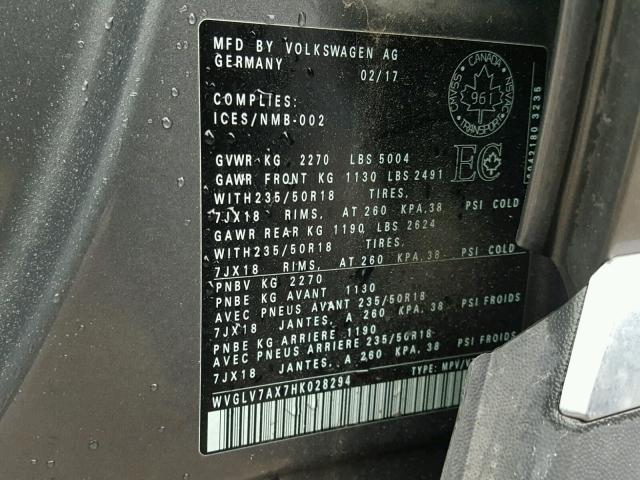 MFD BY VOLKSWAGEN AG
GERMANY 02/17
COMPLIES:
ICES/NMB-002
CANADA
CMVSS NSVAC
961
TRANSPORT
EC
GVWR KG 2270 LBS 5004
GAWR FRONT KG 1130 LBS 2491
WITH235/50R18 TIRES,
7JX18 RIMS, AT 260 KPA,38 PSI COLD
GAWR REAR KG 1190 LBS 2624
WITH235/50R18 TIRES,
7JX18 RIMS, AT 260 KPA,38 PSI COLD
PNBV KG 2270
PNBE KG AVANT 1130
AVEC PNEUS AVANT 235/50R18
7JX18 JANTES, A 260 KPA, 38 PSI FROIDS
PNBE KG ARRIERE 1190
AVEC PNEUS ARRIERE 235/50R18
7JX18 JANTES, A 260 KPA, 38 PSI FROIDS
WVGLV7AX7HK028294 TYPE: MPV/
3235